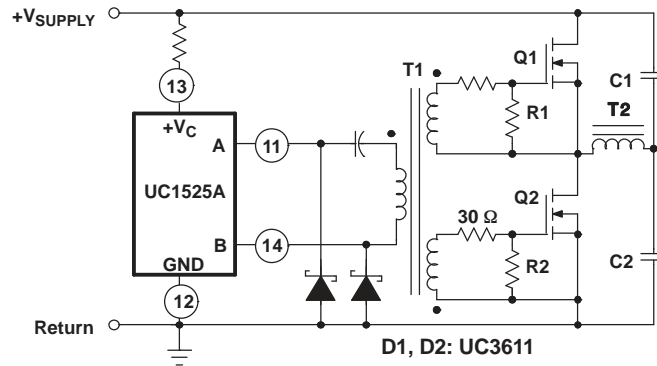 +VSUPPLY
13
T1
Q1
C1
+VC
R1
T2
A
11
UC1525A
Q2
B
14
30 Ω
GND
R2
C2
12
Return
D1, D2: UC3611